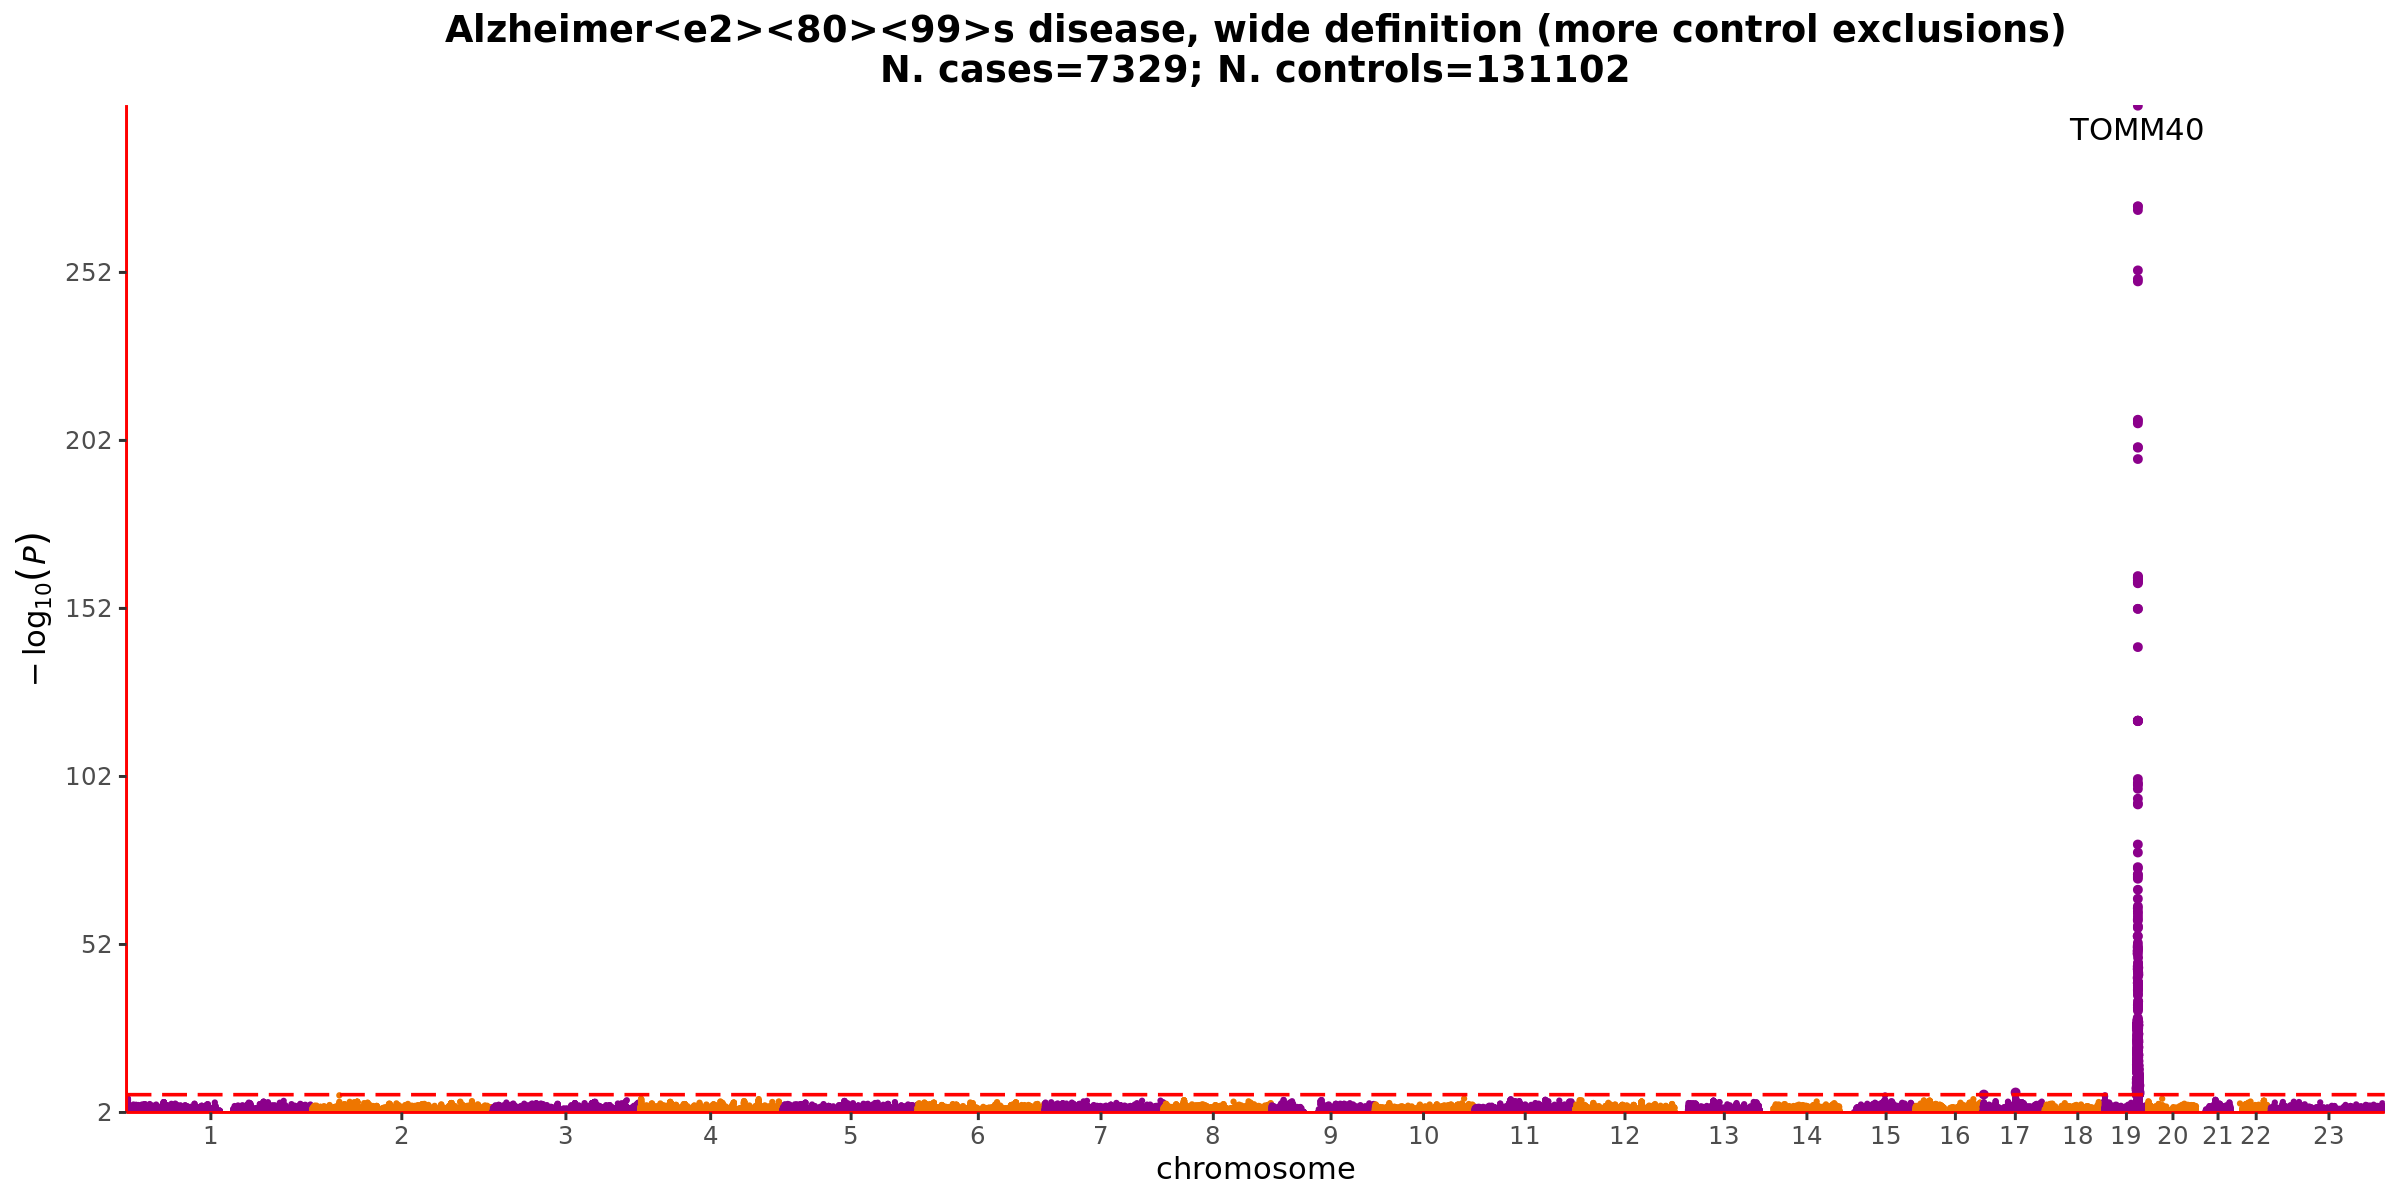 Alzheimer<e2><80><99>s disease, wide definition (more control exclusions)
N. cases=7329; N. controls=131102
TOMM40
252
202
152
102
52
2
−log10(P)
1 2 3 4 5 6 7 8 9 10 11 12 13 14 15 16 17 18 19 20 21 22 23
chromosome